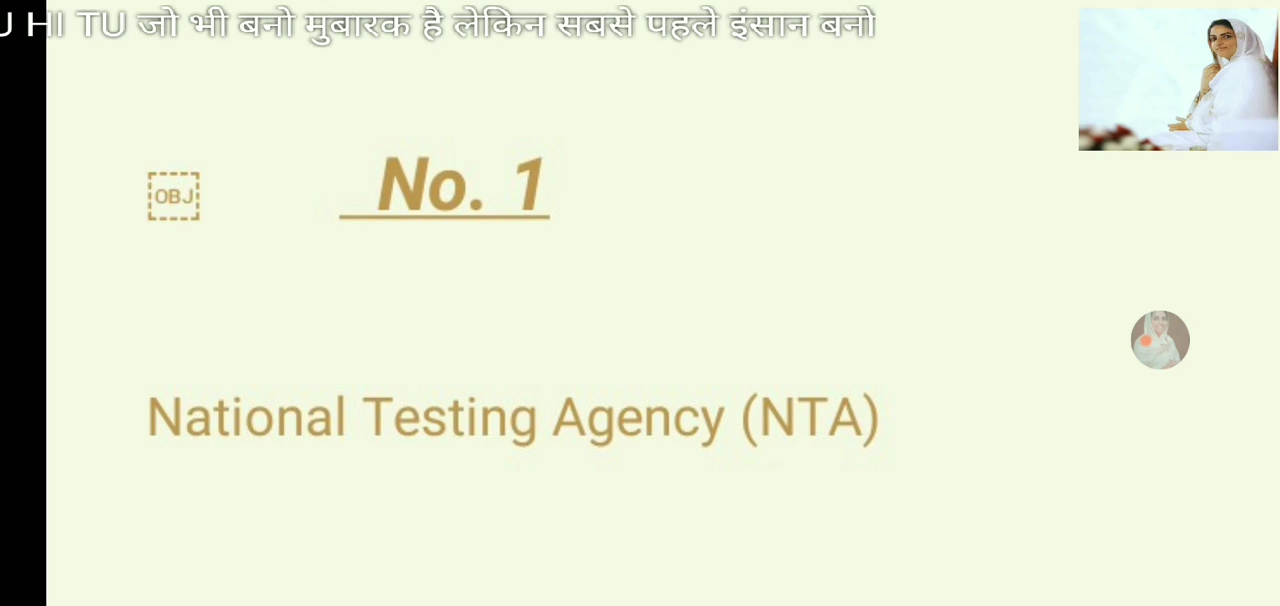 U HI TU जो भी बनो मुबारक है लेकिन सबसे पहले इंसान बनो
OBJ
No. 1
National Testing Agency (NTA)